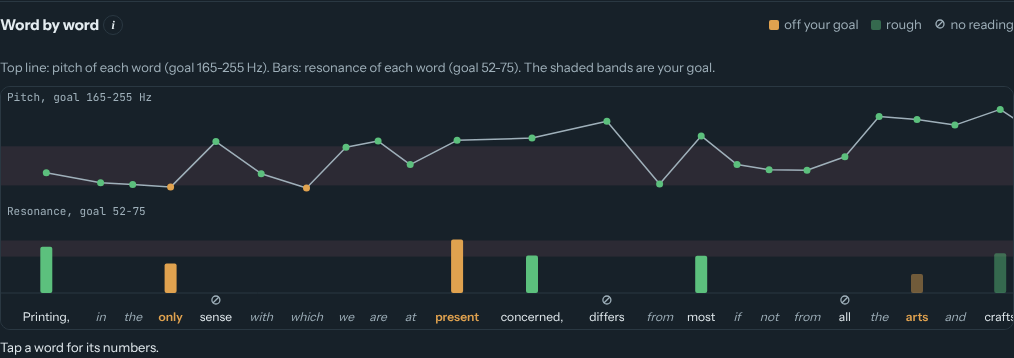 Word by word i
off your goal rough no reading
Top line: pitch of each word (goal 165-255 Hz). Bars: resonance of each word (goal 52-75). The shaded bands are your goal.
Pitch, goal 165-255 Hz
Resonance, goal 52-75
Printing, in the only sense with which we are at present concerned, differs from most if not from all the arts and crafts
Tap a word for its numbers.